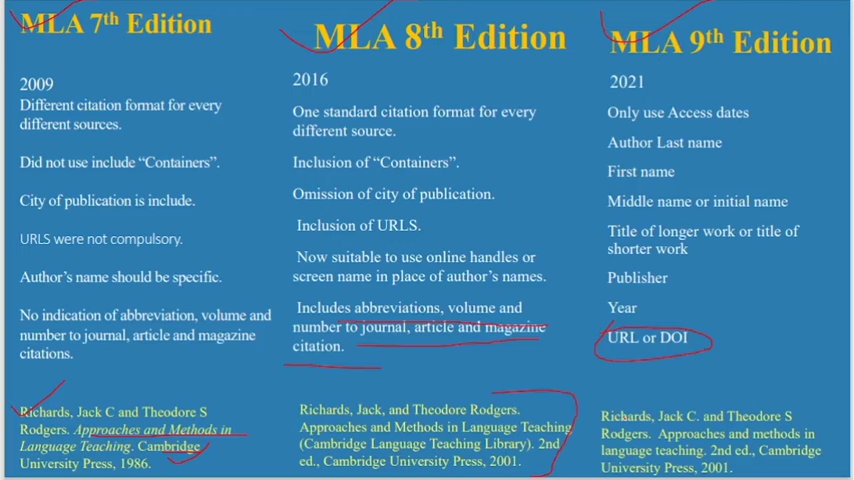 MLA 7th Edition
2009
Different citation format for every
different sources.
Did not use include “Containers”.
City of publication is include.
URLS were not compulsory.
Author’s name should be specific.
No indication of abbreviation, volume and
number to journal, article and magazine
citations.
Richards, Jack C and Theodore S
Rodgers. Approaches and Methods in
Language Teaching. Cambridge
University Press, 1986.
MLA 8th Edition
2016
One standard citation format for every
different source.
Inclusion of “Containers”.
Omission of city of publication.
Inclusion of URLS.
Now suitable to use online handles or
screen name in place of author’s names.
Includes abbreviations, volume and
number to journal, article and magazine
citation.
Richards, Jack, and Theodore Rodgers.
Approaches and Methods in Language Teaching
(Cambridge Language Teaching Library). 2nd
ed., Cambridge University Press, 2001.
MLA 9th Edition
2021
Only use Access dates
Author Last name
First name
Middle name or initial name
Title of longer work or title of
shorter work
Publisher
Year
URL or DOI
Richards, Jack C. and Theodore S
Rodgers. Approaches and methods in
language teaching. 2nd ed., Cambridge
University Press, 2001.